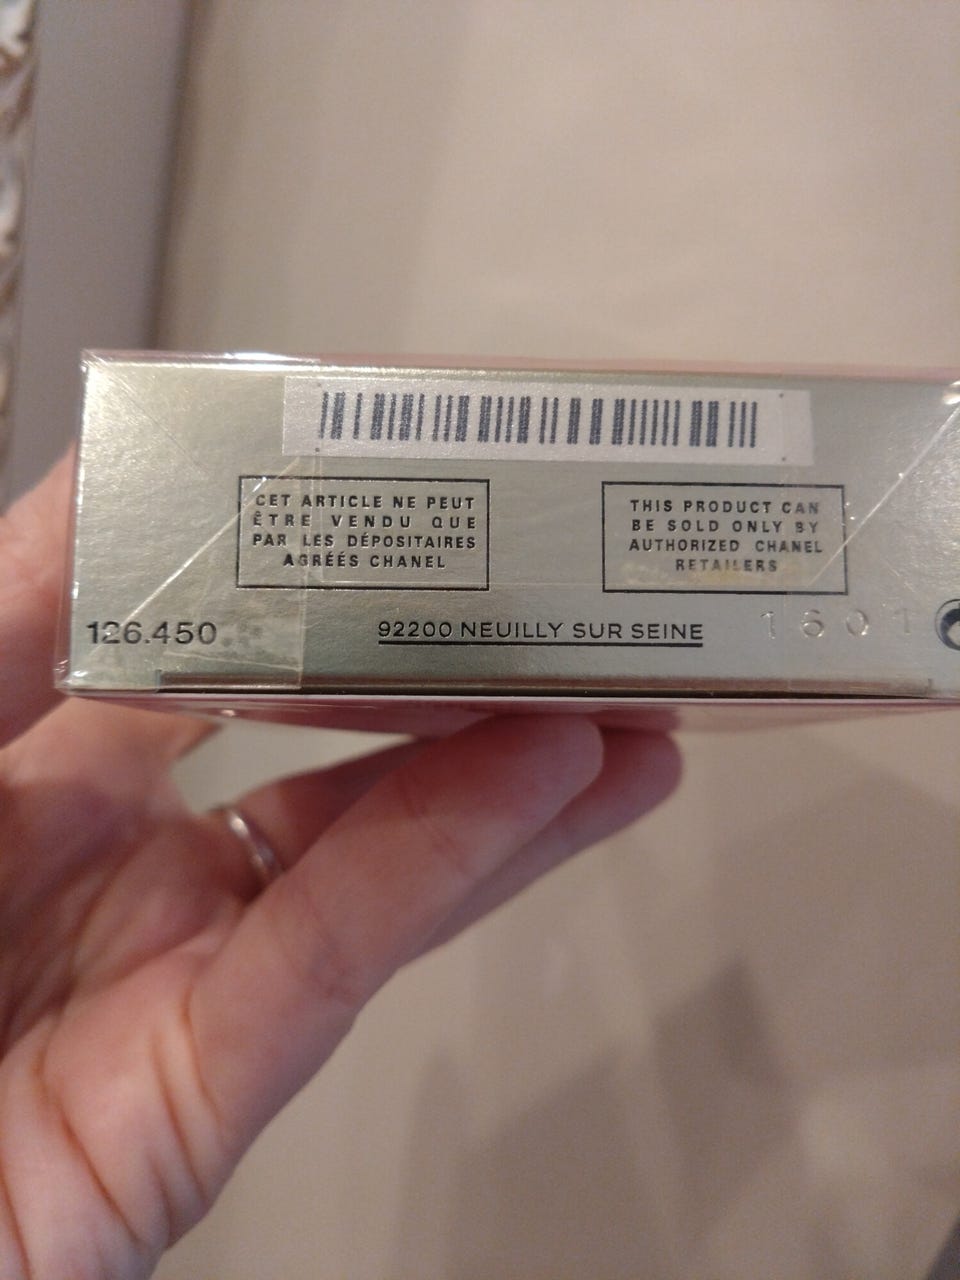 CET ARTICLE NE PEUT
ÊTRE VENDU QUE
PAR LES DÉPOSITAIRES
AGRÉÉS CHANEL
THIS PRODUCT CAN
BE SOLD ONLY BY
AUTHORIZED CHANEL
RETAILERS
126.450
92200 NEUILLY SUR SEINE
1601